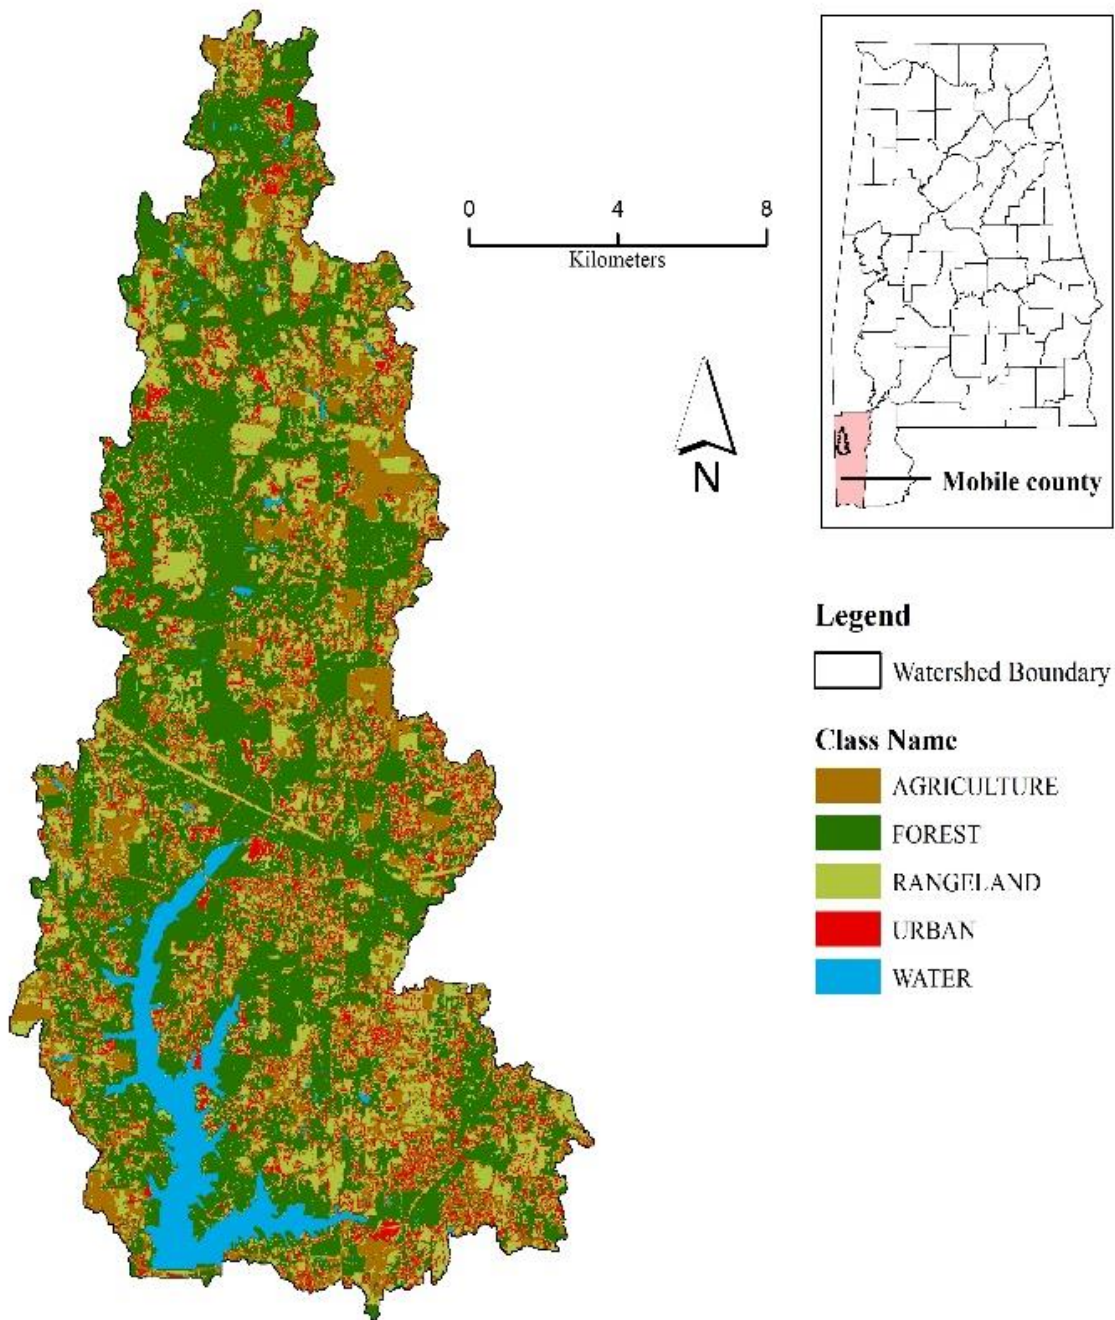 0 4 8
Kilometers
N
Mobile county
Legend
Watershed Boundary
Class Name
AGRICULTURE
FOREST
RANGELAND
URBAN
WATER